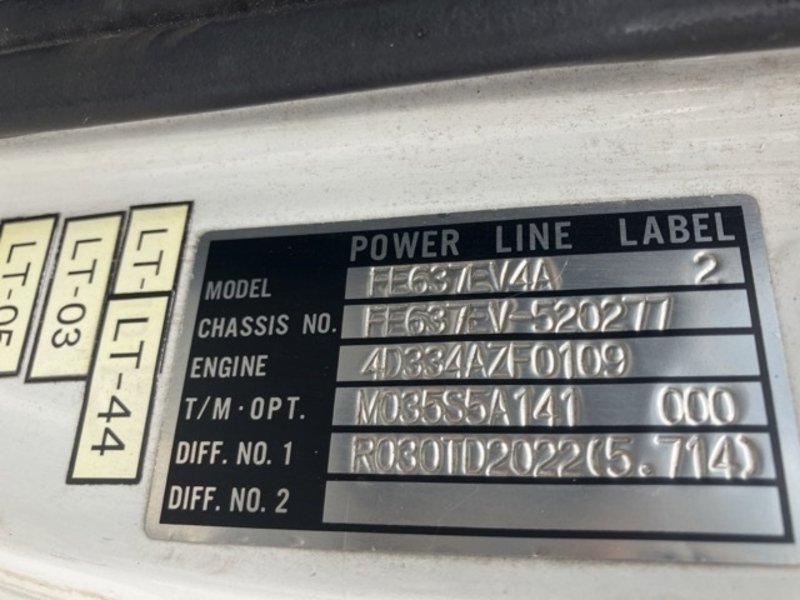 POWER LINE LABEL
MODEL FE637EV4A 2
CHASSIS NO. FE637EV-520277
ENGINE 4D334AZF0109
T/M·OPT. M035S5A141 000
DIFF. NO. 1 R030TD2022(5.714)
DIFF. NO. 2
LT-05
LT-03
LT-
LT-44